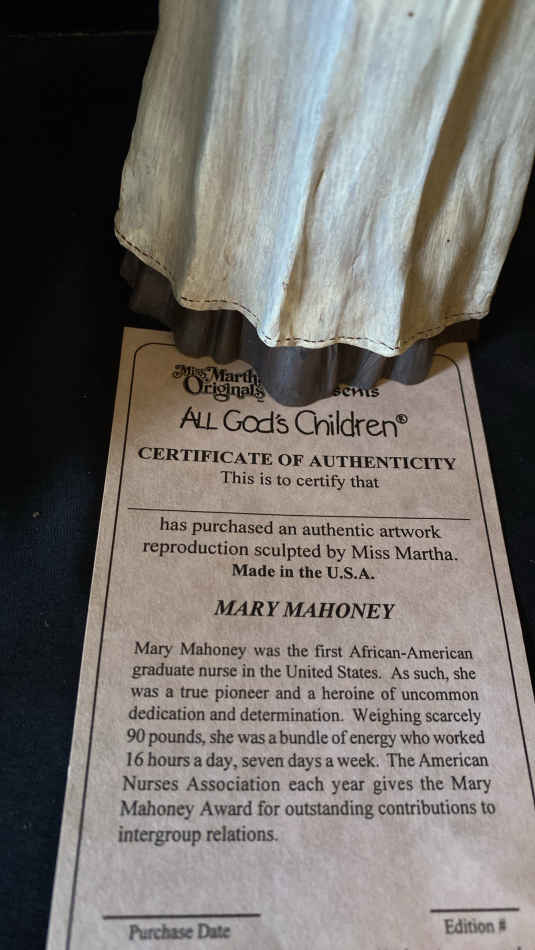 Miss Martha
Originals
ALL God's Children®
CERTIFICATE OF AUTHENTICITY
This is to certify that
has purchased an authentic artwork
reproduction sculpted by Miss Martha.
Made in the U.S.A.
MARY MAHONEY
Mary Mahoney was the first African-American
graduate nurse in the United States. As such, she
was a true pioneer and a heroine of uncommon
dedication and determination. Weighing scarcely
90 pounds, she was a bundle of energy who worked
16 hours a day, seven days a week. The American
Nurses Association each year gives the Mary
Mahoney Award for outstanding contributions to
intergroup relations.
Purchase Date Edition #